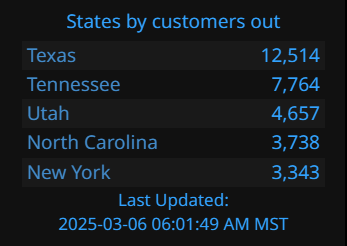 States by customers out
Texas 12,514
Tennessee 7,764
Utah 4,657
North Carolina 3,738
New York 3,343
Last Updated:
2025-03-06 06:01:49 AM MST